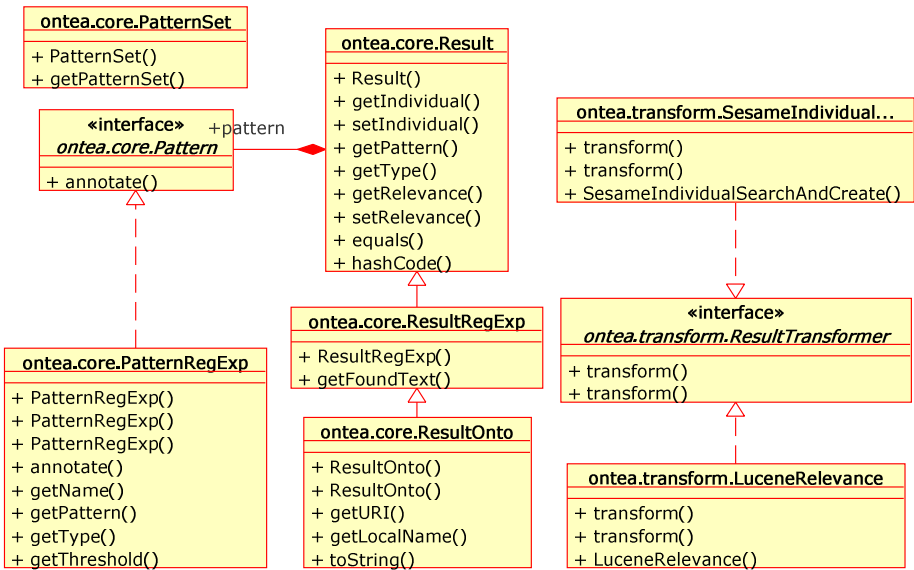 ontea.core.PatternSet
+ PatternSet()
+ getPatternSet()
«interface»
ontea.core.Pattern
+ annotate()
+pattern
ontea.core.Result
+ Result()
+ getIndividual()
+ setIndividual()
+ getPattern()
+ getType()
+ getRelevance()
+ setRelevance()
+ equals()
+ hashCode()
ontea.transform.SesameIndividual...
+ transform()
+ transform()
+ SesameIndividualSearchAndCreate()
«interface»
ontea.transform.ResultTransformer
+ transform()
+ transform()
ontea.core.ResultRegExp
+ ResultRegExp()
+ getFoundText()
ontea.core.PatternRegExp
+ PatternRegExp()
+ PatternRegExp()
+ PatternRegExp()
+ annotate()
+ getName()
+ getPattern()
+ getType()
+ getThreshold()
ontea.core.ResultOnto
+ ResultOnto()
+ ResultOnto()
+ getURI()
+ getLocalName()
+ toString()
ontea.transform.LuceneRelevance
+ transform()
+ transform()
+ LuceneRelevance()